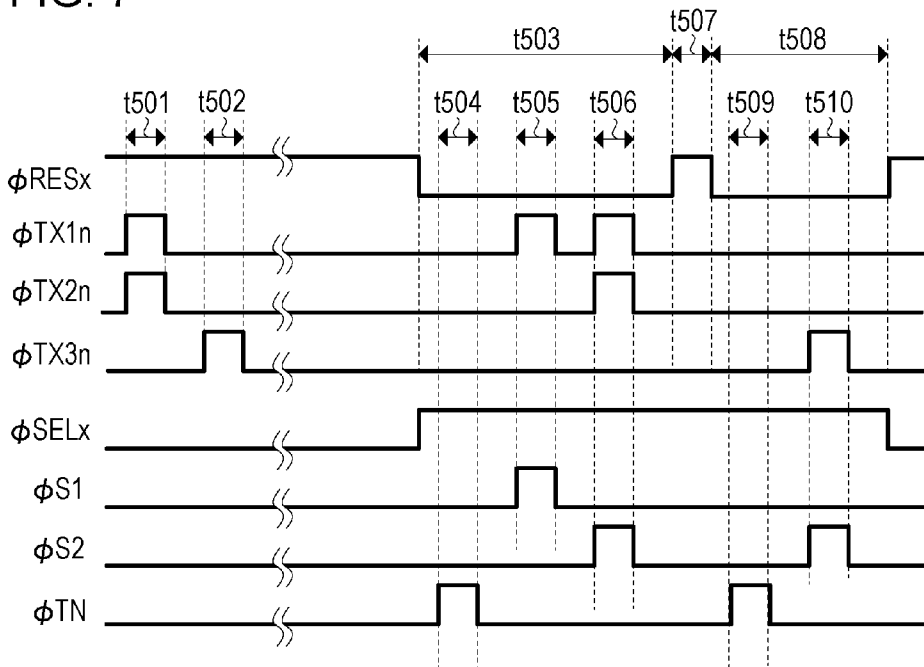 FIG. 7
t507
t503
t508
t501
t502
t504
t505
t506
t509
t510
ϕRESx
ϕTX1n
ϕTX2n
ϕTX3n
ϕSELx
ϕS1
ϕS2
ϕTN